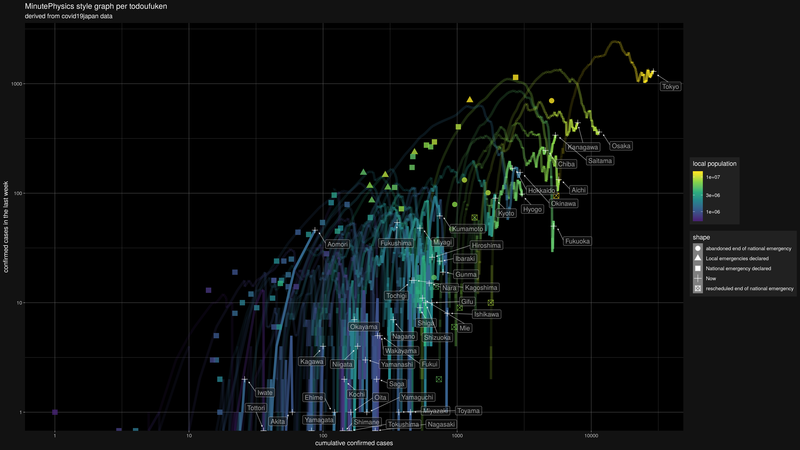 MinutePhysics style graph per todoufuken
derived from covid19japan data
confirmed cases in the last week
1000
100
10
1
Tokyo
Osaka
Kanagawa
Saitama
Chiba
Aichi
Hokkaido
Okinawa
Hyogo
Kyoto
Fukuoka
Kumamoto
Miyagi
Fukushima
Aomori
Hiroshima
Ibaraki
Gunma
Nara
Kagoshima
Tochigi
Gifu
Ishikawa
Mie
Shiga
Shizuoka
Okayama
Nagano
Wakayama
Kagawa
Niigata
Yamanashi
Fukui
Saga
Iwate
Kochi
Oita
Yamaguchi
Ehime
Tottori
Akita
Yamagata
Shimane
Miyazaki
Toyama
Tokushima
Nagasaki
1
10
100
1000
10000
cumulative confirmed cases
local population
1e+07
3e+06
1e+06
shape
abandoned end of national emergency
Local emergencies declared
National emergency declared
Now
rescheduled end of national emergency